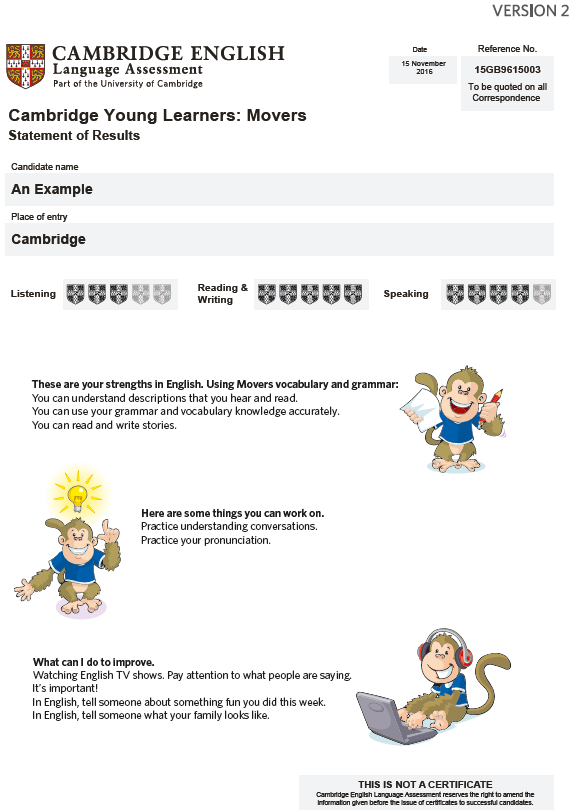 VERSION 2
CAMBRIDGE ENGLISH
Language Assessment
Part of the University of Cambridge
Date
15 November
2016
Reference No.
15GB9615003
To be quoted on all
Correspondence
Cambridge Young Learners: Movers
Statement of Results
Candidate name
An Example
Place of entry
Cambridge
Listening
Reading &
Writing
Speaking
These are your strengths in English. Using Movers vocabulary and grammar:
You can understand descriptions that you hear and read.
You can use your grammar and vocabulary knowledge accurately.
You can read and write stories.
Here are some things you can work on.
Practice understanding conversations.
Practice your pronunciation.
What can I do to improve.
Watching English TV shows. Pay attention to what people are saying.
It's important!
In English, tell someone about something fun you did this week.
In English, tell someone what your family looks like.
THIS IS NOT A CERTIFICATE
Cambridge English Language Assessment reserves the right to amend the
information given before the issue of certificates to successful candidates.